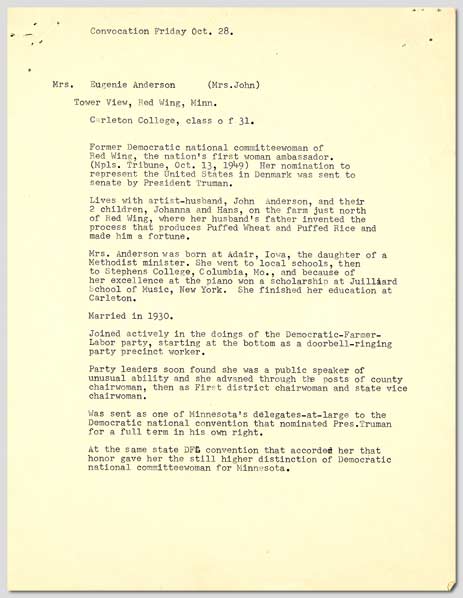 Convocation Friday Oct. 28.
Mrs. Eugenie Anderson (Mrs.John)
Tower View, Red Wing, Minn.
Carleton College, class o f 31.
Former Democratic national committeewoman of
Red Wing, the nation's first woman ambassador.
(Mpls. Tribune, Oct. 13, 1949) Her nomination to
represent the United States in Denmark was sent to
senate by President Truman.
Lives with artist-husband, John Anderson, and their
2 children, Johanna and Hans, on the farm just north
of Red Wing, where her husband's father invented the
process that produces Puffed Wheat and Puffed Rice and
made him a fortune.
Mrs. Anderson was born at Adair, Iowa, the daughter of a
Methodist minister. She went to local schools, then
to Stephens College, Columbia, Mo., and because of
her excellence at the piano won a scholarship at Juilliard
School of Music, New York. She finished her education at
Carleton.
Married in 1930.
Joined actively in the doings of the Democratic-Farmer-
Labor party, starting at the bottom as a doorbell-ringing
party precinct worker.
Party leaders soon found she was a public speaker of
unusual ability and she advaned through the posts of county
chairwoman, then as First district chairwoman and state vice
chairwoman.
Was sent as one of Minnesota's delegates-at-large to the
Democratic national convention that nominated Pres.Truman
for a full term in his own right.
At the same state DFL convention that accorded her that
honor gave her the still higher distinction of Democratic
national committeewoman for Minnesota.